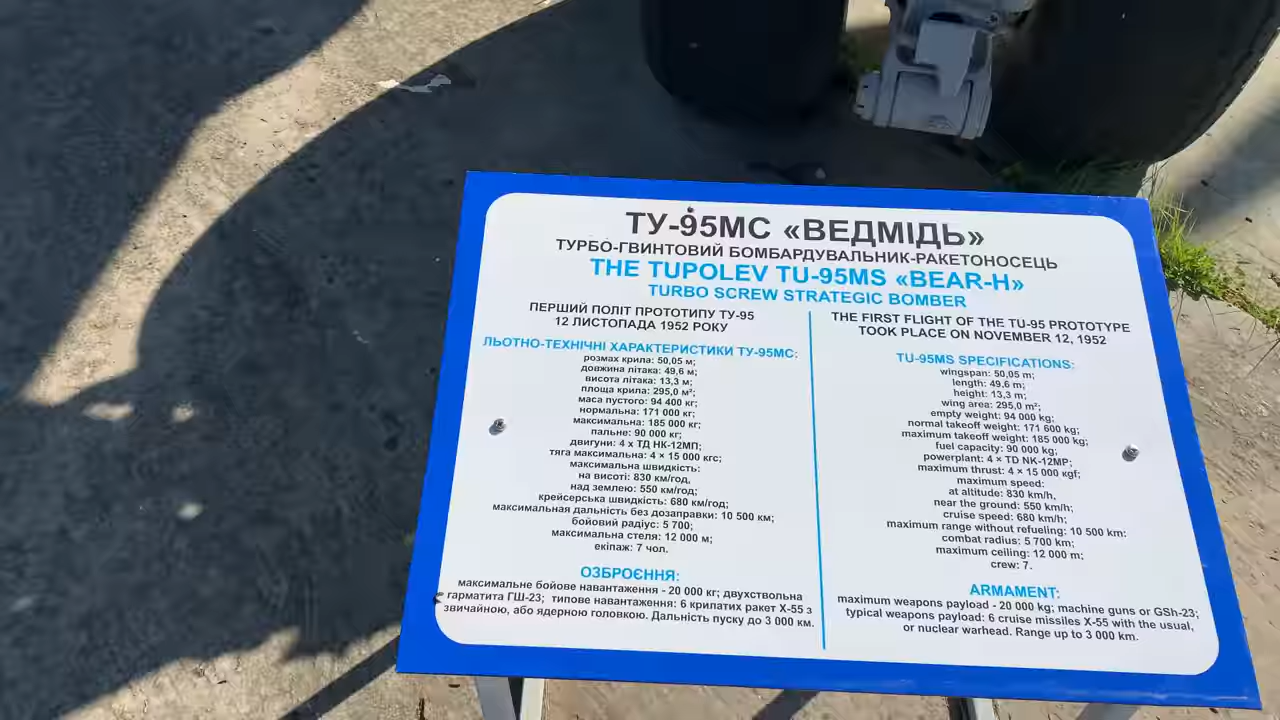 ТУ-95МС «ВЕДМІДЬ»
ТУРБО-ГВИНТОВИЙ БОМБАРДУВАЛЬНИК-РАКЕТОНОСЕЦЬ
THE TUPOLEV TU-95MS «BEAR-H»
TURBO SCREW STRATEGIC BOMBER
ПЕРШИЙ ПОЛІТ ПРОТОТИПУ ТУ-95
12 ЛИСТОПАДА 1952 РОКУ
ЛЬОТНО-ТЕХНІЧНІ ХАРАКТЕРИСТИКИ ТУ-95МС:
розмах крила: 50,05 м;
довжина літака: 49,6 м;
висота літака: 13,3 м;
площа крила: 295,0 м²;
маса пустого: 94 400 кг;
нормальна: 171 000 кг;
максимальна: 185 000 кг;
пальне: 90 000 кг;
двигуни: 4 х ТД НК-12МП;
тяга максимальна: 4 × 15 000 кгс;
максимальна швидкість:
на висоті: 830 км/год,
над землею: 550 км/год;
крейсерська швидкість: 680 км/год;
максимальная дальність без дозаправки: 10 500 км;
бойовий радіус: 5 700;
максимальна стеля: 12 000 м;
екіпаж: 7 чол.
ОЗБРОЄННЯ:
максимальне бойове навантаження - 20 000 кг; двухствольна
гарматита ГШ-23; типове навантаження: 6 крилатих ракет Х-55 з
звичайною, або ядерною головкою. Дальність пуску до 3 000 км.
THE FIRST FLIGHT OF THE TU-95 PROTOTYPE
TOOK PLACE ON NOVEMBER 12, 1952
TU-95MS SPECIFICATIONS:
wingspan: 50,05 m;
length: 49,6 m;
height: 13,3 m;
wing area: 295,0 m²;
empty weight: 94 000 kg;
normal takeoff weight: 171 600 kg;
maximum takeoff weight: 185 000 kg;
fuel capacity: 90 000 kg;
powerplant: 4 × TD NK-12MP;
maximum thrust: 4 × 15 000 kgf;
maximum speed:
at altitude: 830 km/h,
near the ground: 550 km/h;
cruise speed: 680 km/h;
maximum range without refueling: 10 500 km:
combat radius: 5 700 km;
maximum ceiling: 12 000 m;
crew: 7.
ARMAMENT:
maximum weapons payload - 20 000 kg; machine guns or GSh-23;
typical weapons payload: 6 cruise missiles X-55 with the usual,
or nuclear warhead. Range up to 3 000 km.